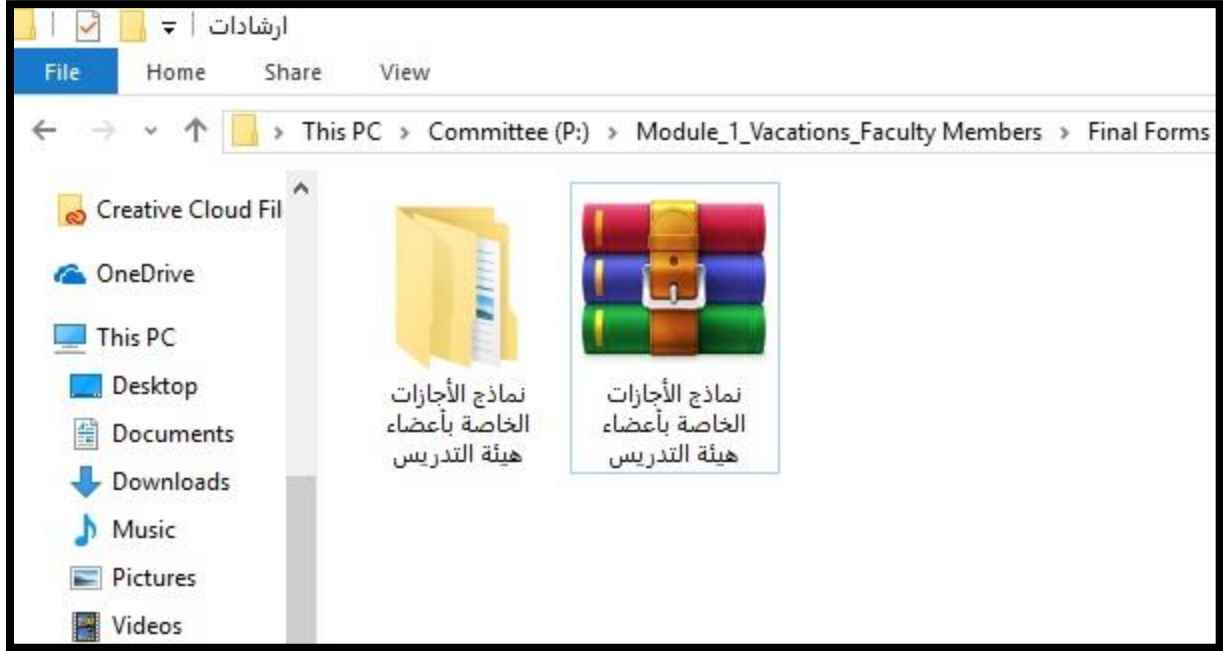 ارشادات
File Home Share View
This PC > Committee (P:) > Module_1_Vacations_Faculty Members > Final Forms
Creative Cloud Fil
OneDrive
This PC
Desktop
Documents
Downloads
Music
Pictures
Videos
نماذج الأجازات
الخاصة بأعضاء
هيئة التدريس
نماذج الأجازات
الخاصة بأعضاء
هيئة التدريس